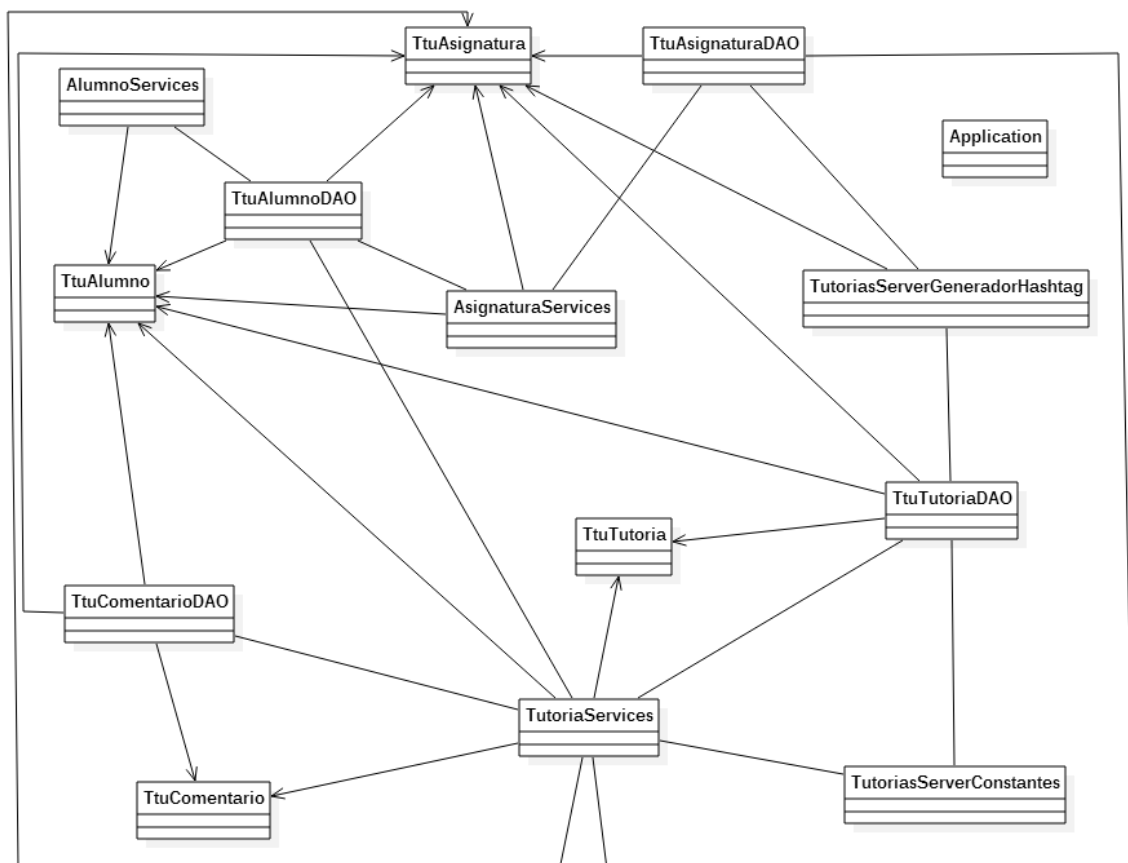 TtuAsignatura
TtuAsignaturaDAO
AlumnoServices
Application
TtuAlumnoDAO
TtuAlumno
TutoriasServerGeneradorHashtag
AsignaturaServices
TtuTutoriaDAO
TtuTutoria
TtuComentarioDAO
TutoriaServices
TutoriasServerConstantes
TtuComentario